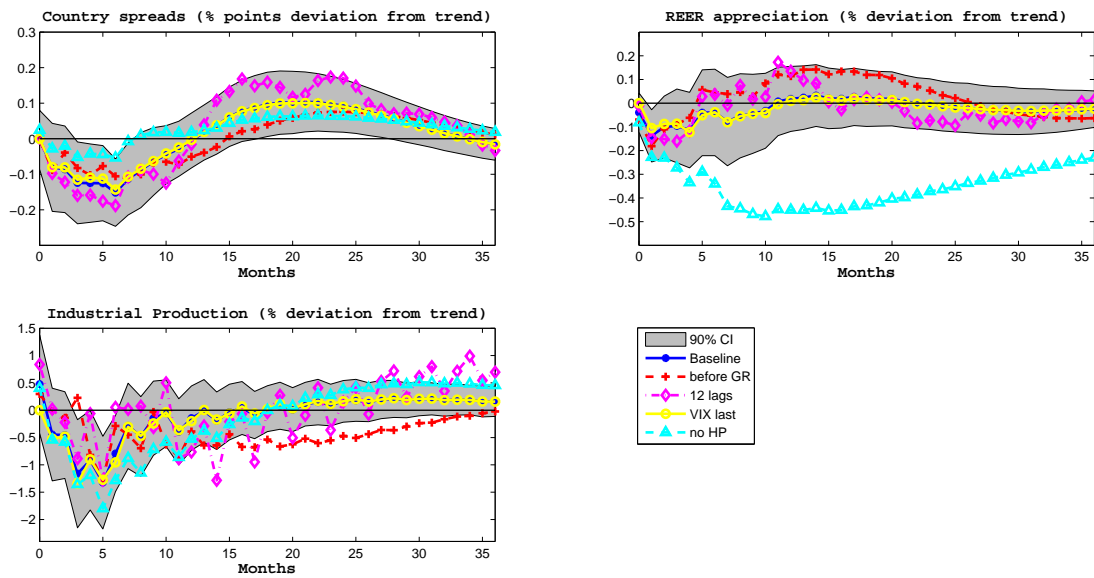 Country spreads (% points deviation from trend)
0.3
0.2
0.1
0
−0.1
−0.2
0 5 10 15 20 25 30 35
Months
REER appreciation (% deviation from trend)
0.2
0.1
0
−0.1
−0.2
−0.3
−0.4
−0.5
0 5 10 15 20 25 30 35
Months
Industrial Production (% deviation from trend)
1.5
1
0.5
0
−0.5
−1
−1.5
−2
0 5 10 15 20 25 30 35
Months
90% CI
Baseline
before GR
12 lags
VIX last
no HP